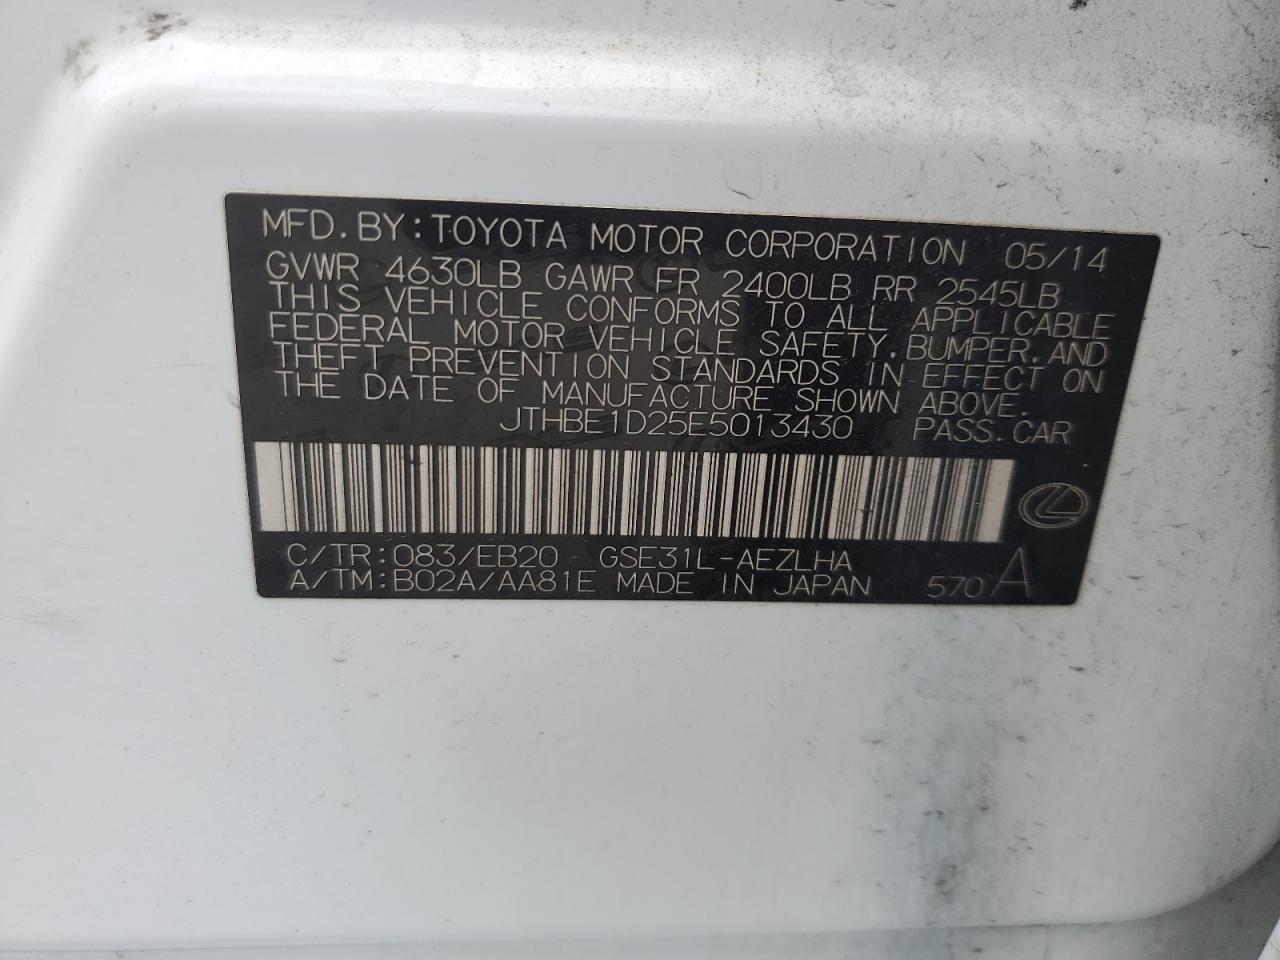 MFD. BY: TOYOTA MOTOR CORPORATION 05/14
GVWR 4630LB GAWR FR 2400LB RR 2545LB
THIS VEHICLE CONFORMS TO ALL APPLICABLE
FEDERAL MOTOR VEHICLE SAFETY, BUMPER, AND
THEFT PREVENTION STANDARDS IN EFFECT ON
THE DATE OF MANUFACTURE SHOWN ABOVE.
JTHBE1D25E5013430 PASS. CAR
C/TR: 083/EB20 GSE31L-AEZLHA
A/TM: B02A/AA81E MADE IN JAPAN 570 A